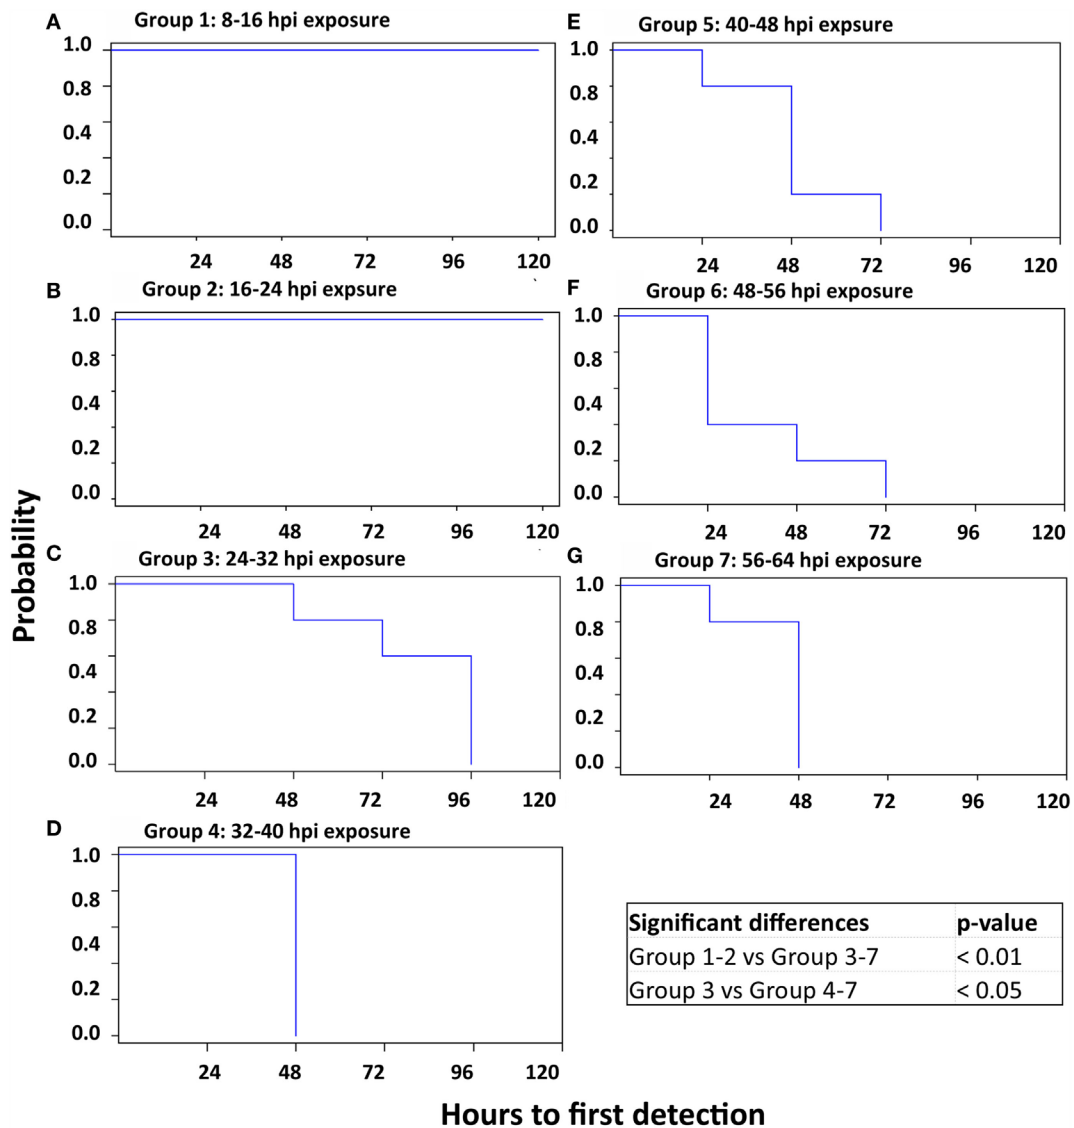 A
Group 1: 8-16 hpi exposure
1.0
0.8
0.4
0.2
0.0
24 48 72 96 120
B
Group 2: 16-24 hpi expsure
1.0
0.8
0.4
0.2
0.0
24 48 72 96 120
C
Group 3: 24-32 hpi exposure
1.0
0.8
0.4
0.2
0.0
24 48 72 96 120
D
Group 4: 32-40 hpi exposure
1.0
0.8
0.4
0.2
0.0
24 48 72 96 120
E
Group 5: 40-48 hpi expsure
1.0
0.8
0.4
0.2
0.0
24 48 72 96 120
F
Group 6: 48-56 hpi exposure
1.0
0.8
0.4
0.2
0.0
24 48 72 96 120
G
Group 7: 56-64 hpi exposure
1.0
0.8
0.4
0.2
0.0
24 48 72 96 120
Significant differences p-value
Group 1-2 vs Group 3-7 < 0.01
Group 3 vs Group 4-7 < 0.05
Probability
Hours to first detection